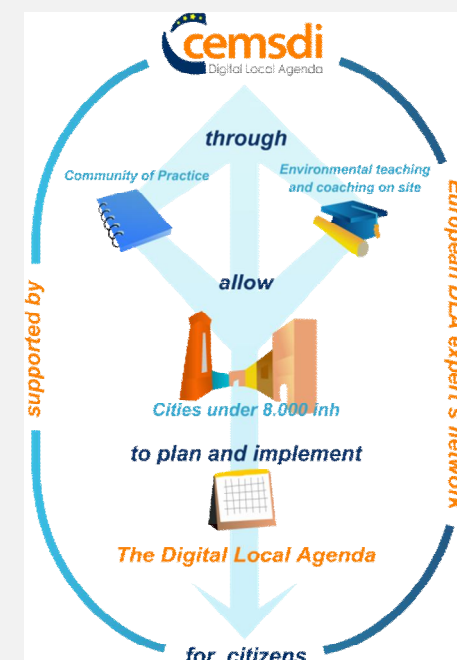 cemsdi
Digital Local Agenda
through
Community of Practice
Environmental teaching
and coaching on site
allow
Cities under 8.000 inh
to plan and implement
The Digital Local Agenda
for citizens
supported by
European DLA expert's network